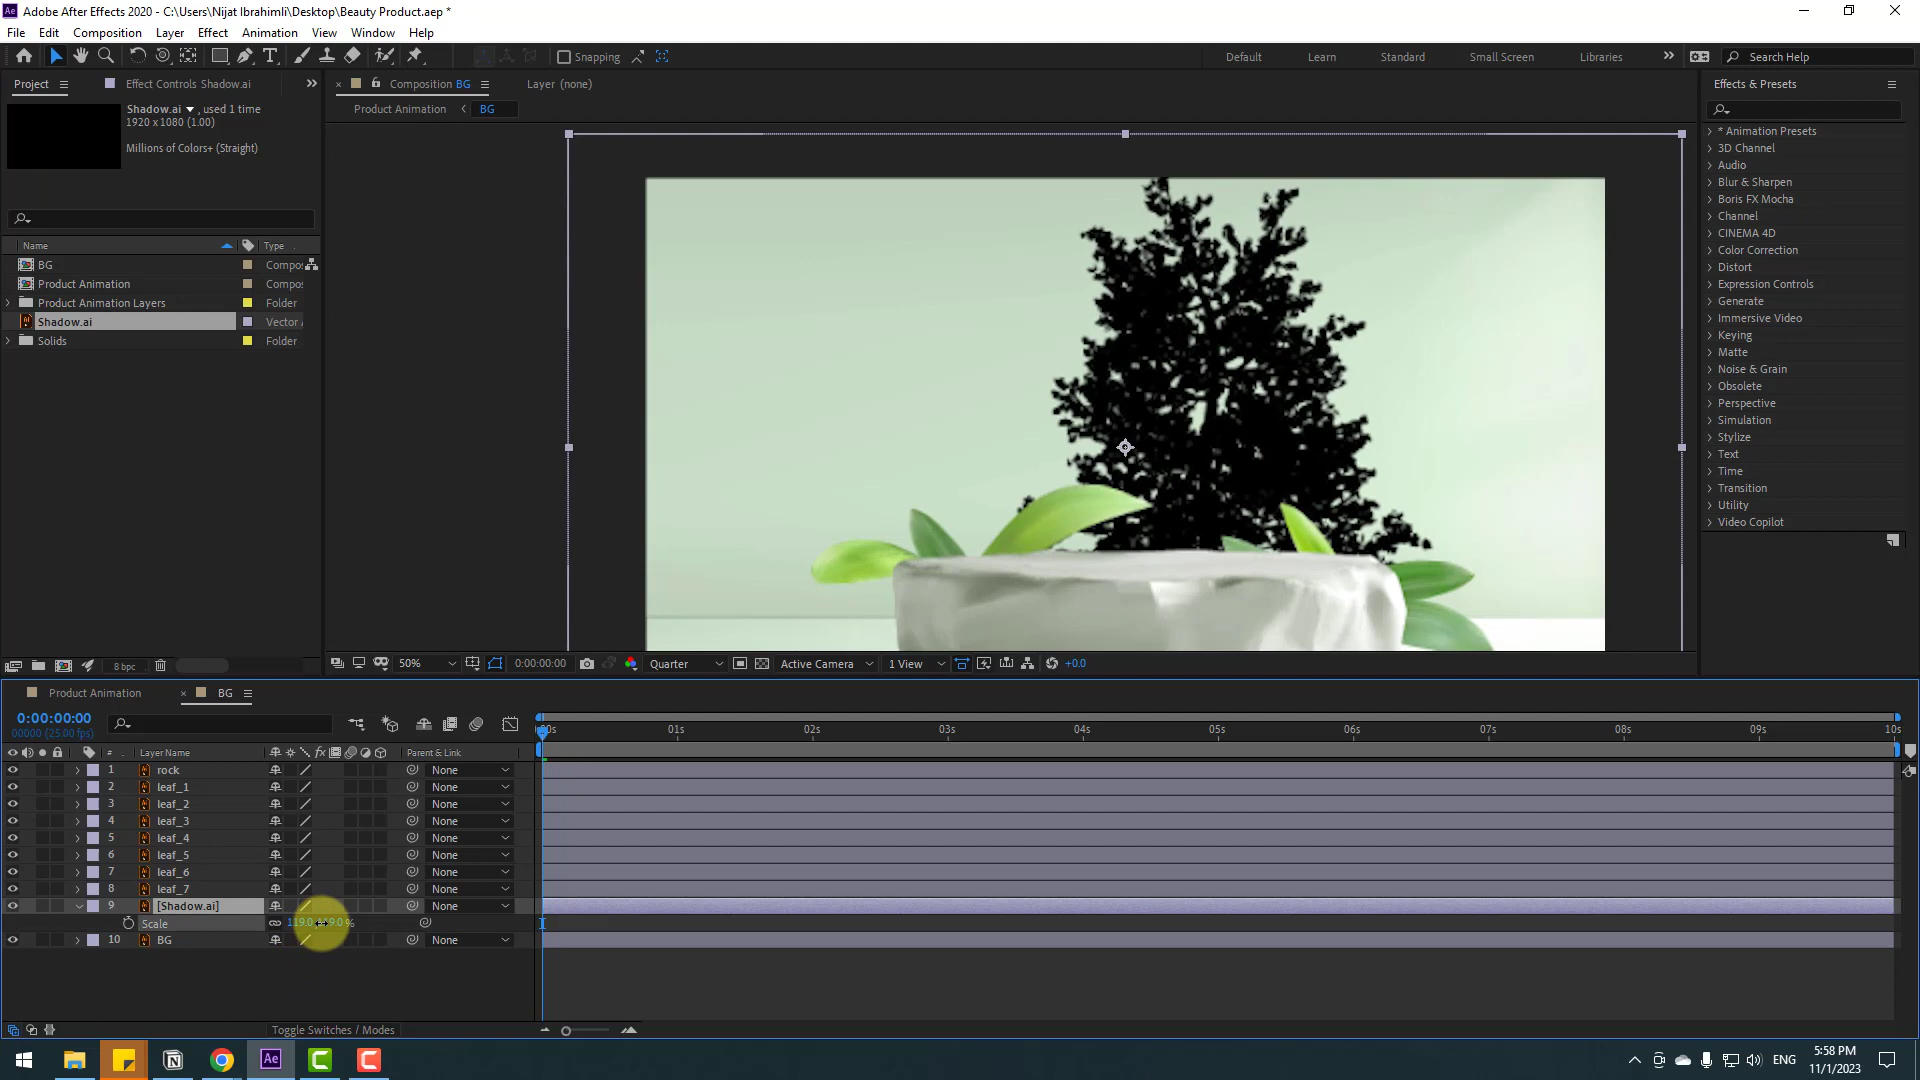 Adobe After Effects 2020 - C:\Users\Nijat Ibrahimli\Desktop\Beauty Product.aep *
File Edit Composition Layer Effect Animation View Window Help
Snapping
Default Learn Standard Small Screen Libraries Search Help
Project Effect Controls Shadow.ai
Composition BG Layer (none)
Effects & Presets
Product Animation BG
Shadow.ai , used 1 time
1920 x 1080 (1.00)
Millions of Colors+ (Straight)
* Animation Presets
3D Channel
Audio
Blur & Sharpen
Boris FX Mocha
Channel
CINEMA 4D
Color Correction
Distort
Expression Controls
Generate
Immersive Video
Keying
Matte
Noise & Grain
Obsolete
Perspective
Simulation
Stylize
Text
Time
Transition
Utility
Video Copilot
Name Type
BG Compos
Product Animation Compos
Product Animation Layers Folder
Shadow.ai Vector
Solids Folder
8 bpc
50% 0:00:00:00 Quarter Active Camera 1 View +0.0
Product Animation BG
0:00:00:00
00000 (25.00 fps)
00s 01s 02s 03s 04s 05s 06s 07s 08s 09s 10s
# Layer Name Parent & Link
1 rock None
2 leaf_1 None
3 leaf_2 None
4 leaf_3 None
5 leaf_4 None
6 leaf_5 None
7 leaf_6 None
8 leaf_7 None
9 [Shadow.ai] None
Scale 119.0, 119.0 %
10 BG None
Toggle Switches / Modes
Ae
ENG
5:58 PM
11/1/2023